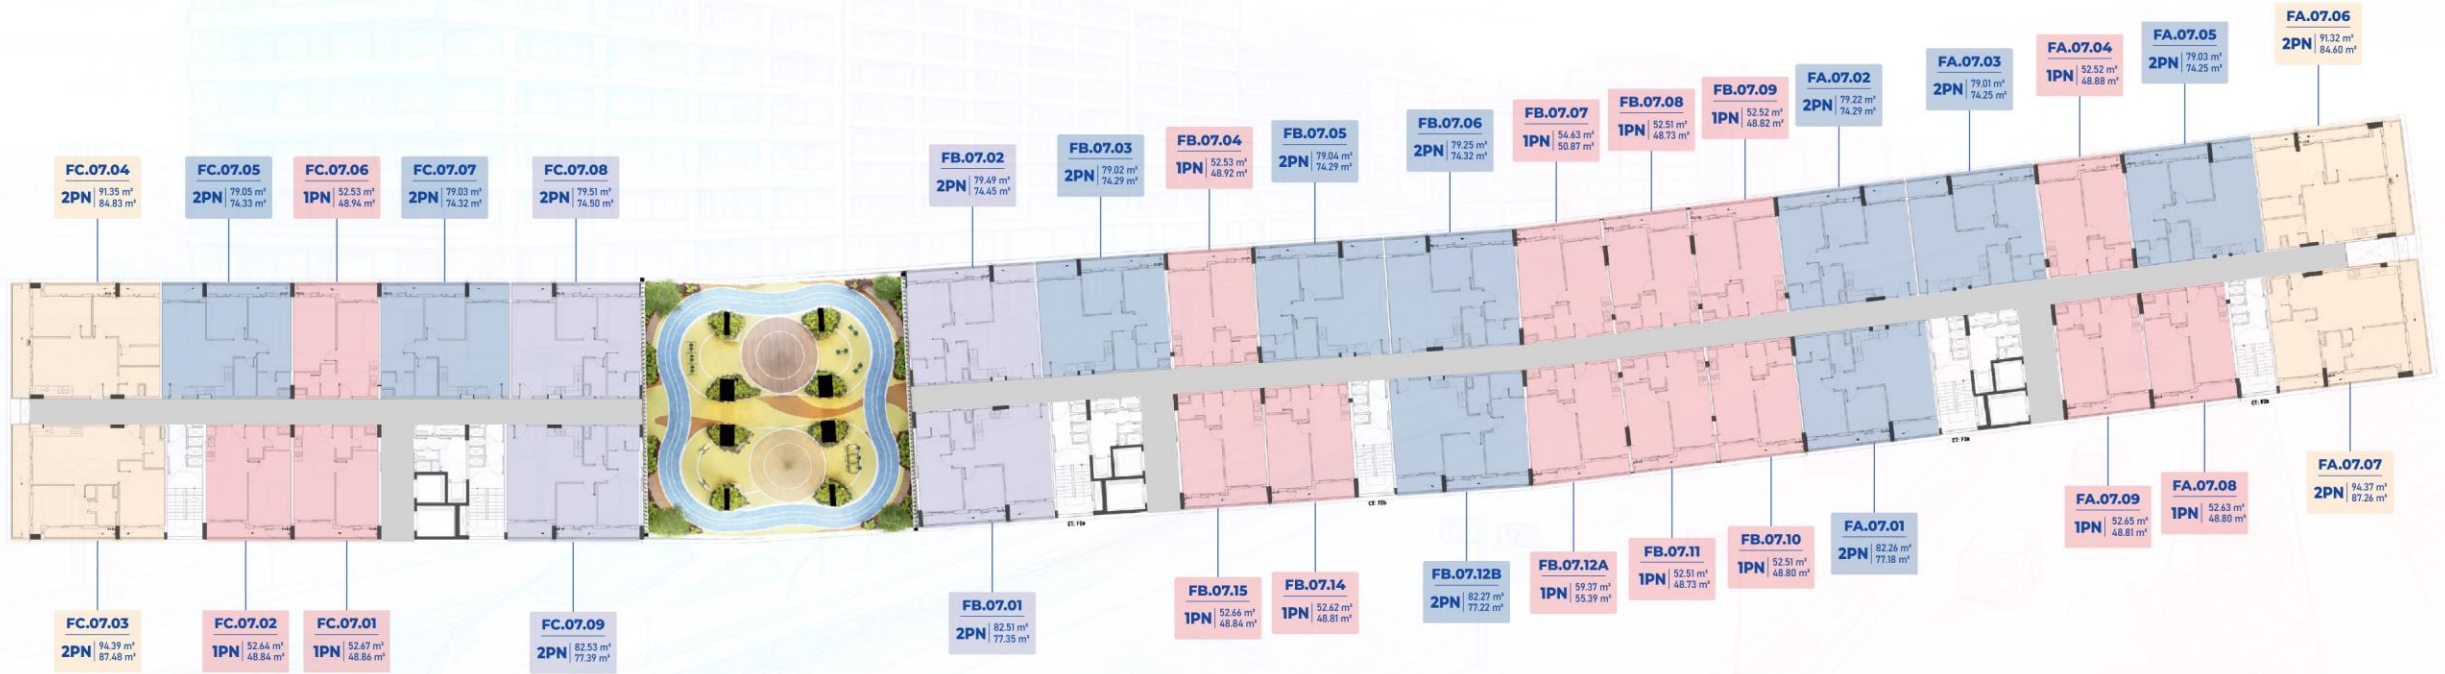 FA.07.06
2PN 91.32 m²
84.60 m²
FA.07.05
2PN 79.03 m²
74.25 m²
FA.07.04
1PN 52.52 m²
48.88 m²
FA.07.03
2PN 79.01 m²
74.25 m²
FA.07.02
2PN 79.22 m²
74.29 m²
FB.07.09
1PN 52.52 m²
48.82 m²
FB.07.08
1PN 52.51 m²
48.73 m²
FB.07.07
1PN 54.63 m²
50.87 m²
FB.07.06
2PN 79.25 m²
74.32 m²
FB.07.05
2PN 79.04 m²
74.29 m²
FB.07.04
1PN 52.53 m²
48.92 m²
FB.07.03
2PN 79.02 m²
74.29 m²
FB.07.02
2PN 79.49 m²
74.45 m²
FC.07.04
2PN 91.35 m²
84.83 m²
FC.07.05
2PN 79.05 m²
74.33 m²
FC.07.06
1PN 52.53 m²
48.94 m²
FC.07.07
2PN 79.03 m²
74.32 m²
FC.07.08
2PN 79.51 m²
74.50 m²
FC.07.03
2PN 94.39 m²
87.48 m²
FC.07.02
1PN 52.64 m²
48.84 m²
FC.07.01
1PN 52.67 m²
48.86 m²
FC.07.09
2PN 82.53 m²
77.39 m²
FB.07.01
2PN 82.51 m²
77.35 m²
FB.07.15
1PN 52.66 m²
48.84 m²
FB.07.14
1PN 52.62 m²
48.81 m²
FB.07.12B
2PN 82.27 m²
77.22 m²
FB.07.12A
1PN 59.37 m²
55.39 m²
FB.07.11
1PN 52.51 m²
48.73 m²
FB.07.10
1PN 52.51 m²
48.80 m²
FA.07.01
2PN 82.26 m²
77.18 m²
FA.07.09
1PN 52.65 m²
48.81 m²
FA.07.08
1PN 52.63 m²
48.80 m²
FA.07.07
2PN 94.37 m²
87.26 m²